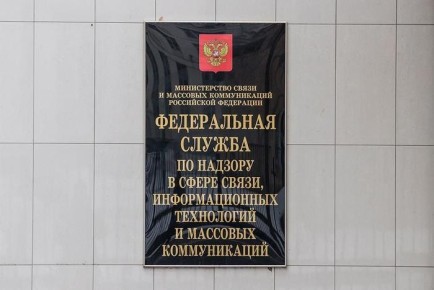 МИНИСТЕРСТВО СВЯЗИ
И МАССОВЫХ КОММУНИКАЦИЙ
РОССИЙСКОЙ ФЕДЕРАЦИИ
ФЕДЕРАЛЬНАЯ
СЛУЖБА
ПО НАДЗОРУ
В СФЕРЕ СВЯЗИ,
ИНФОРМАЦИОННЫХ
ТЕХНОЛОГИЙ
И МАССОВЫХ
КОММУНИКАЦИЙ